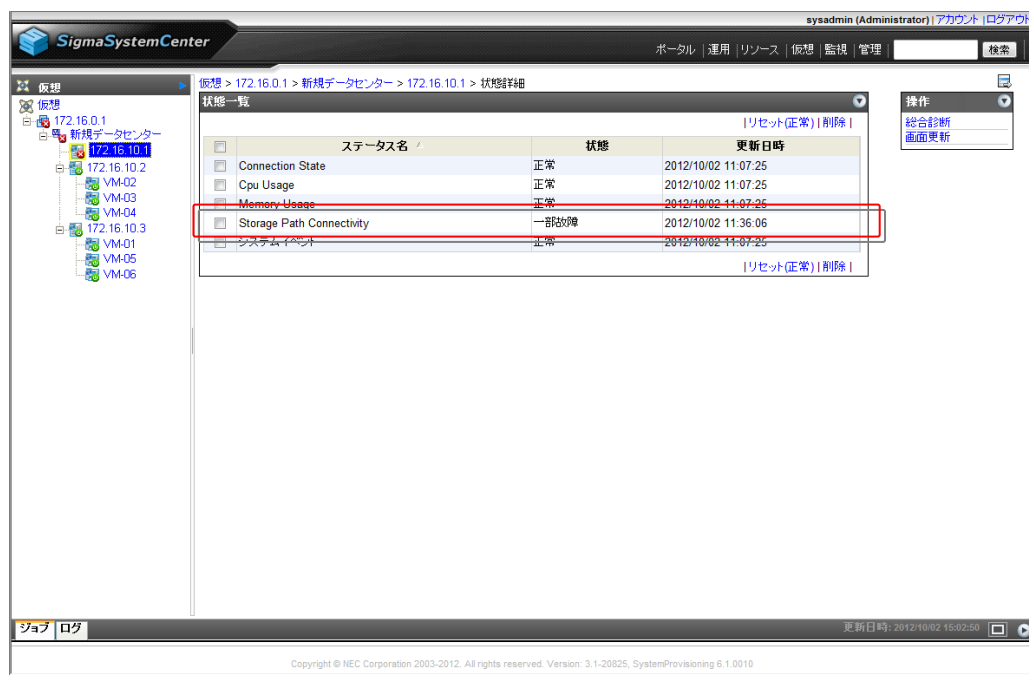 sysadmin (Administrator) | アカウント | ログアウト
SigmaSystemCenter
ポータル | 運用 | リソース | 仮想 | 監視 | 管理 | 検索
仮想
仮想
172.16.0.1
新規データセンター
172.16.10.1
172.16.10.2
VM-02
VM-03
VM-04
172.16.10.3
VM-01
VM-05
VM-06
仮想 > 172.16.0.1 > 新規データセンター > 172.16.10.1 > 状態詳細
状態一覧
| リセット(正常) | 削除 |
ステータス名 状態 更新日時
Connection State 正常 2012/10/02 11:07:25
Cpu Usage 正常 2012/10/02 11:07:25
Memory Usage 正常 2012/10/02 11:07:25
Storage Path Connectivity 一部故障 2012/10/02 11:36:06
システムイベント 正常 2012/10/02 11:07:25
| リセット(正常) | 削除 |
操作
総合診断
画面更新
ジョブ ログ
更新日時: 2012/10/02 15:02:50
Copyright © NEC Corporation 2003-2012. All rights reserved. Version: 3.1-20825, SystemProvisioning 6.1.0010